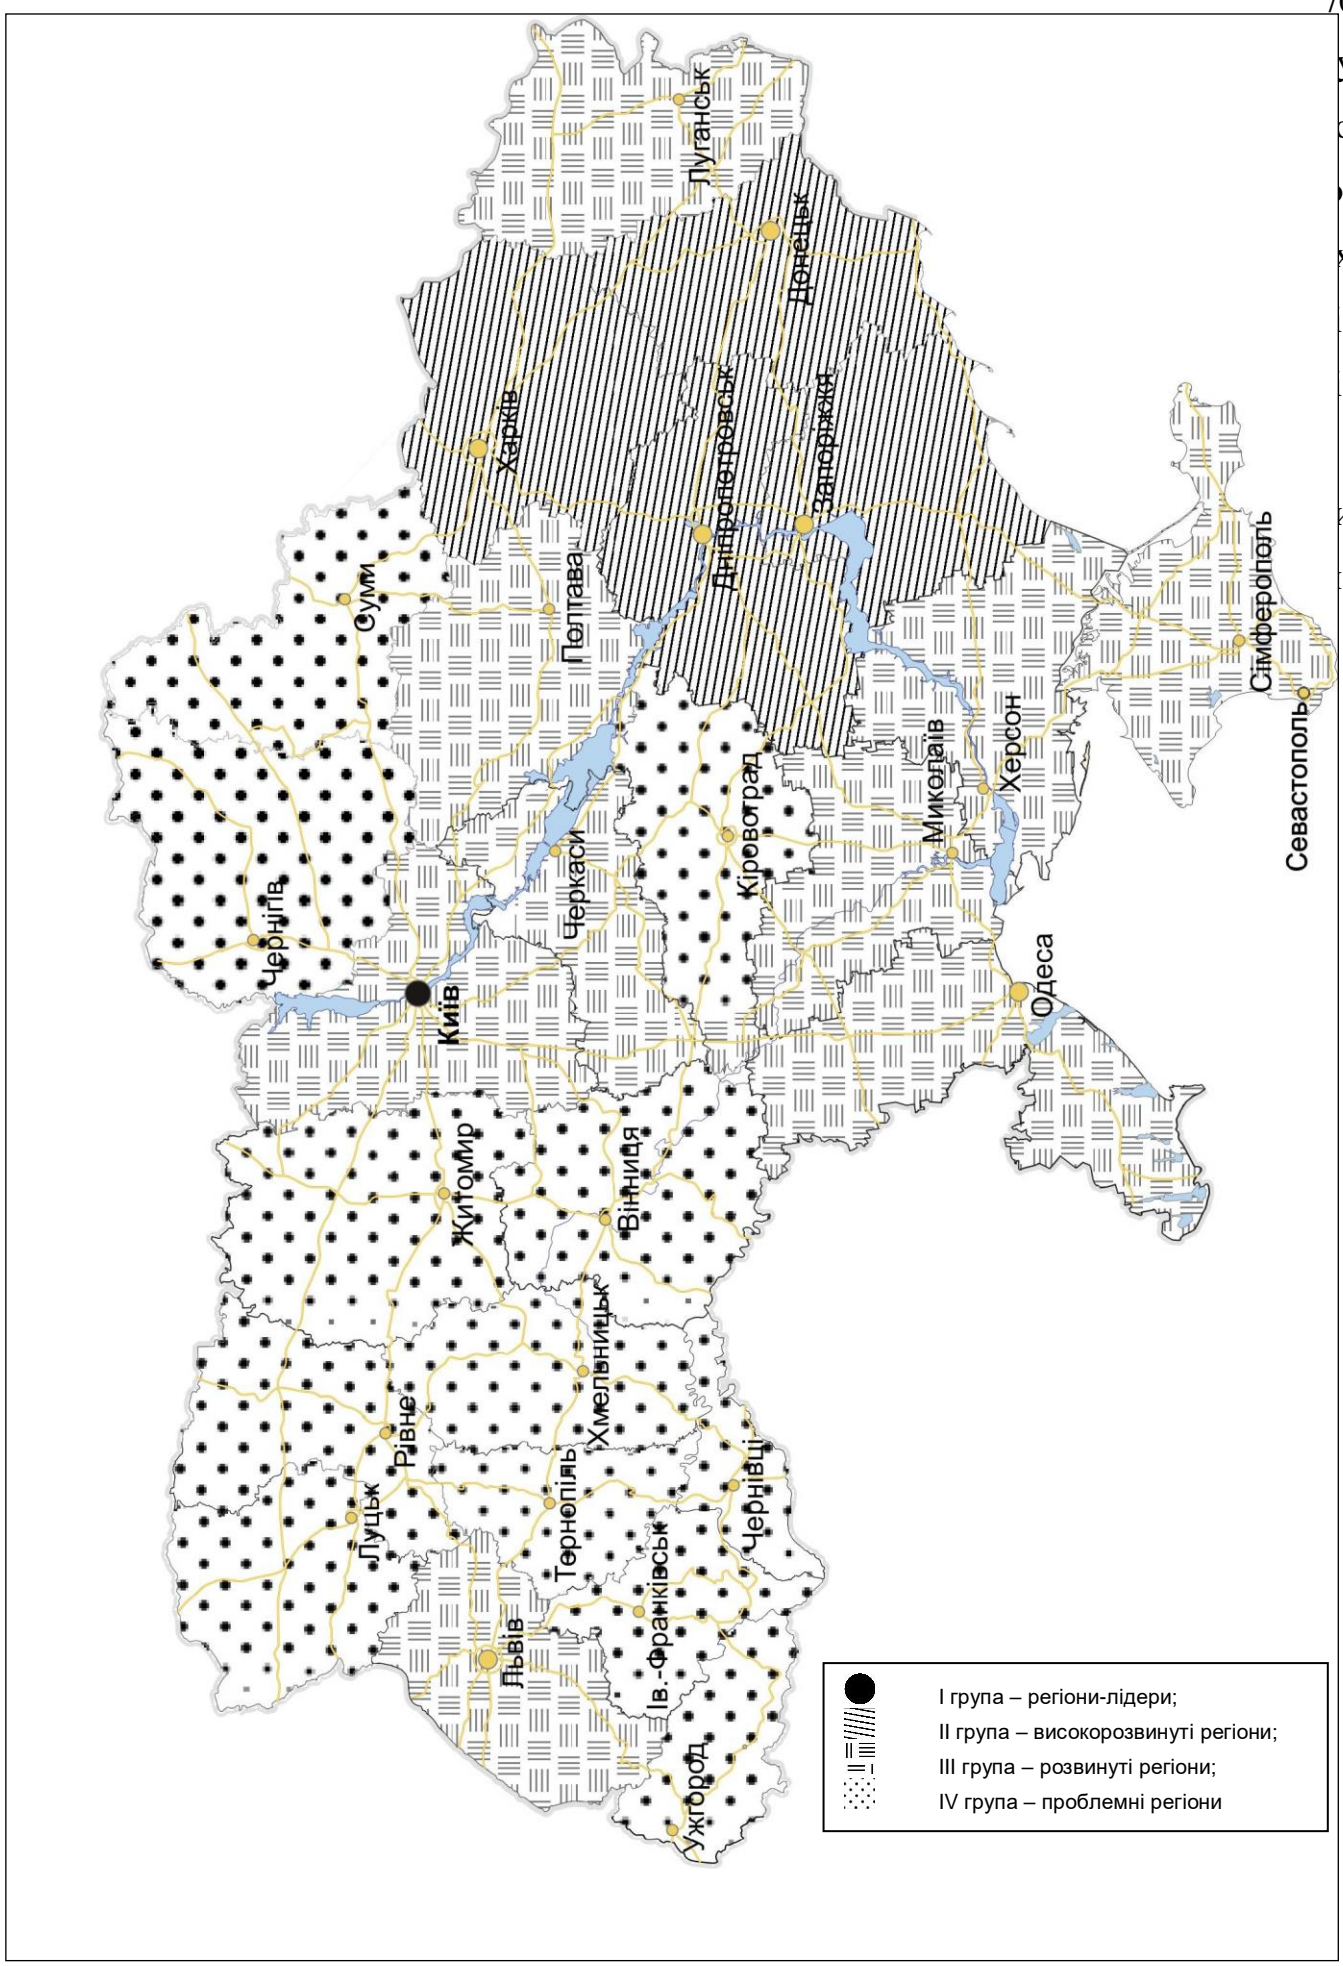 Луганськ
Донецьк
Харків
Дніпропетровськ
Запоріжжя
Суми
Полтава
Сімферополь
Севастополь
Херсон
Миколаїв
Кіровоград
Черкаси
Чернігів
Київ
Одеса
Житомир
Вінниця
Хмельницьк
Рівне
Луцьк
Тернопіль
Чернівці
Ів.-Франківськ
Львів
Ужгород
І група – регіони-лідери;
ІІ група – високорозвинуті регіони;
ІІІ група – розвинуті регіони;
IV група – проблемні регіони